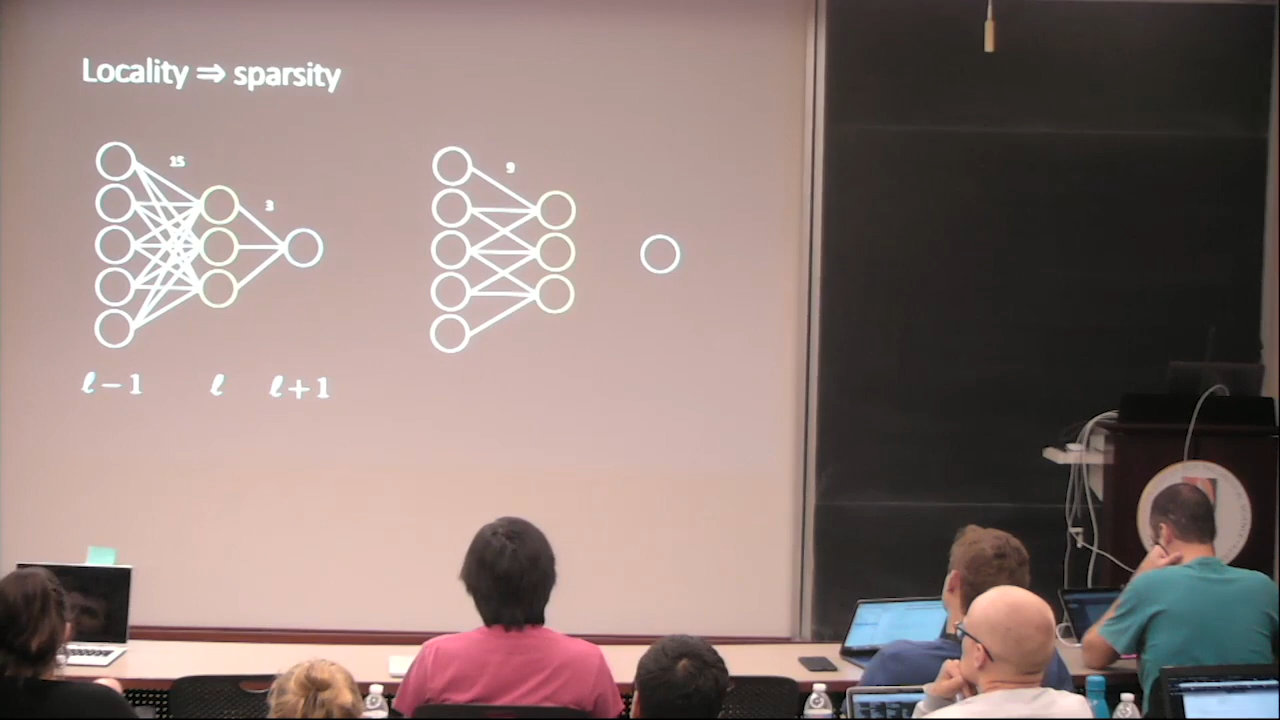 Locality ⇒ sparsity
15
9
3
ℓ − 1 ℓ ℓ + 1